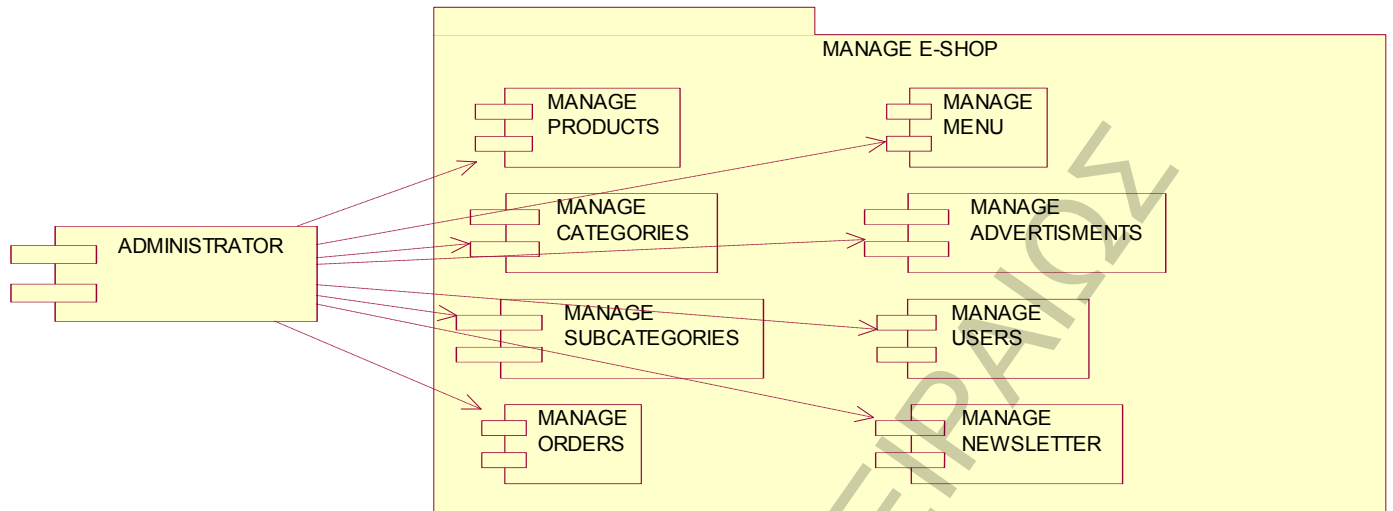 MANAGE E-SHOP
MANAGE
PRODUCTS
MANAGE
MENU
MANAGE
CATEGORIES
MANAGE
ADVERTISMENTS
ADMINISTRATOR
MANAGE
SUBCATEGORIES
MANAGE
USERS
MANAGE
ORDERS
MANAGE
NEWSLETTER
ΕΙΡΑΙΩΣ